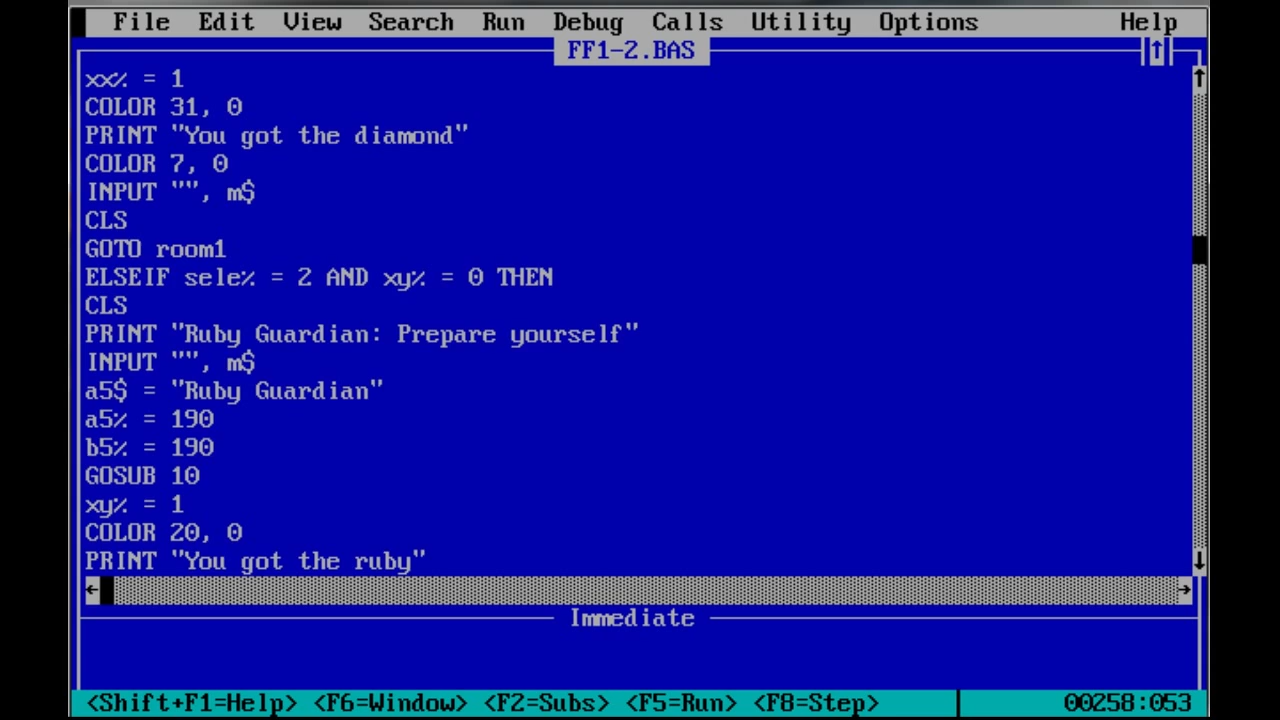 File Edit View Search Run Debug Calls Utility Options Help
FF1-2.BAS
xx% = 1
COLOR 31, 0
PRINT "You got the diamond"
COLOR 7, 0
INPUT "", m$
CLS
GOTO room1
ELSEIF sele% = 2 AND xy% = 0 THEN
CLS
PRINT "Ruby Guardian: Prepare yourself"
INPUT "", m$
a5$ = "Ruby Guardian"
a5% = 190
b5% = 190
GOSUB 10
xy% = 1
COLOR 20, 0
PRINT "You got the ruby"
Immediate
<Shift+F1=Help> <F6=Window> <F2=Subs> <F5=Run> <F8=Step> 00258:053